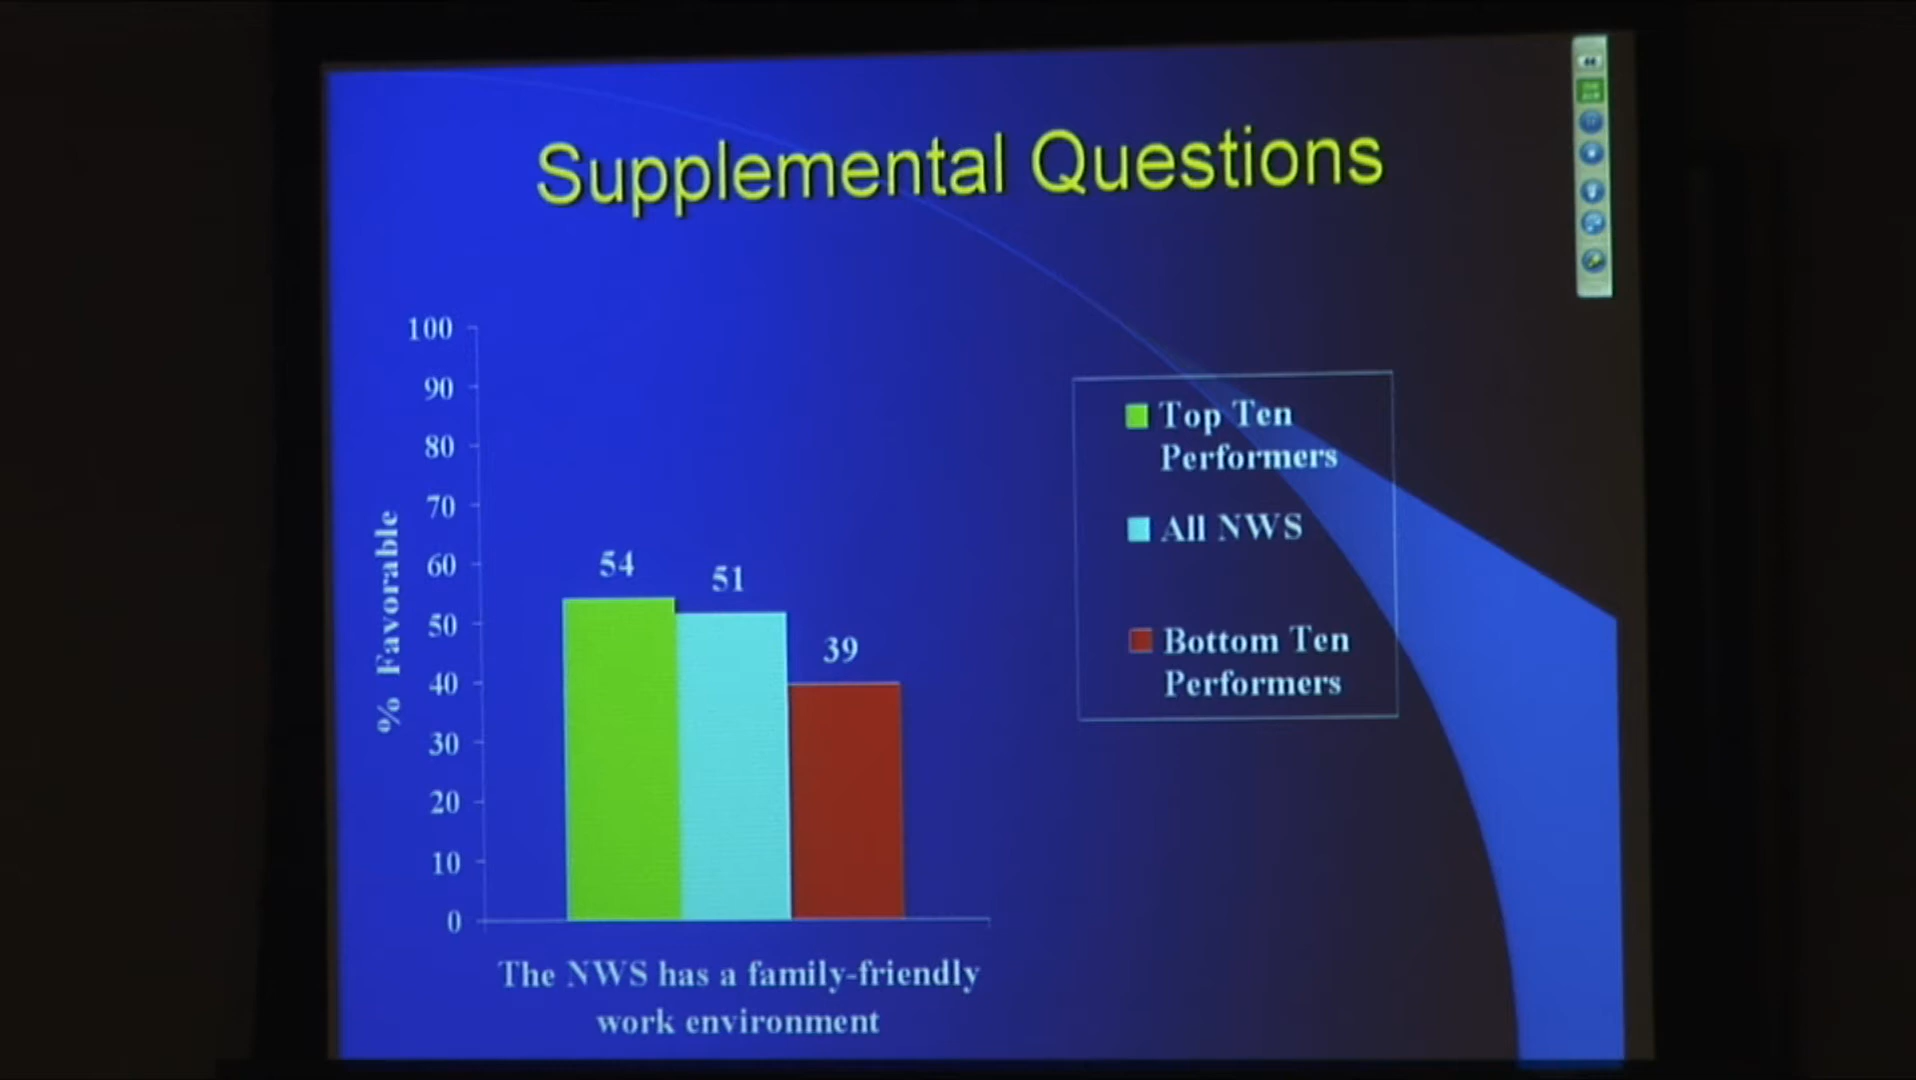 Supplemental Questions
100
90
80
70
60
50
40
30
20
10
0
% Favorable
54
51
39
The NWS has a family-friendly
work environment
Top Ten
Performers
All NWS
Bottom Ten
Performers